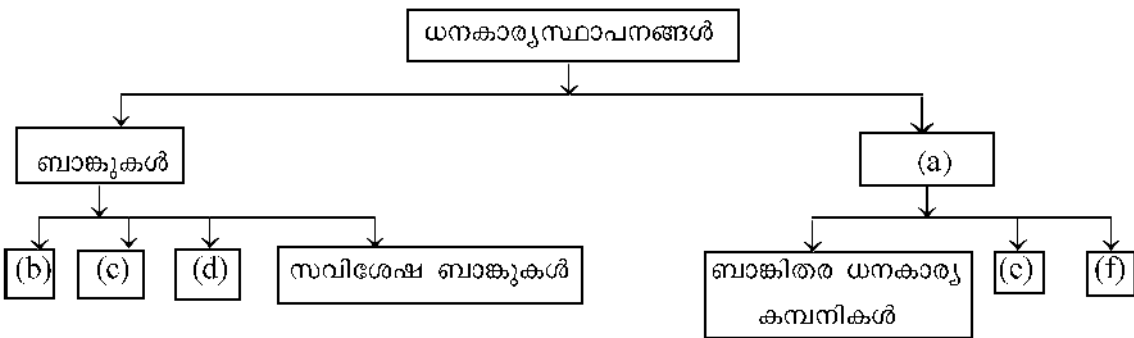 ധനകാര്യസ്ഥാപനങ്ങൾ
ബാങ്കുകൾ
(a)
(b) (c) (d) സവിശേഷ ബാങ്കുകൾ
ബാങ്കിതര ധനകാര്യ
കമ്പനികൾ
(e) (f)